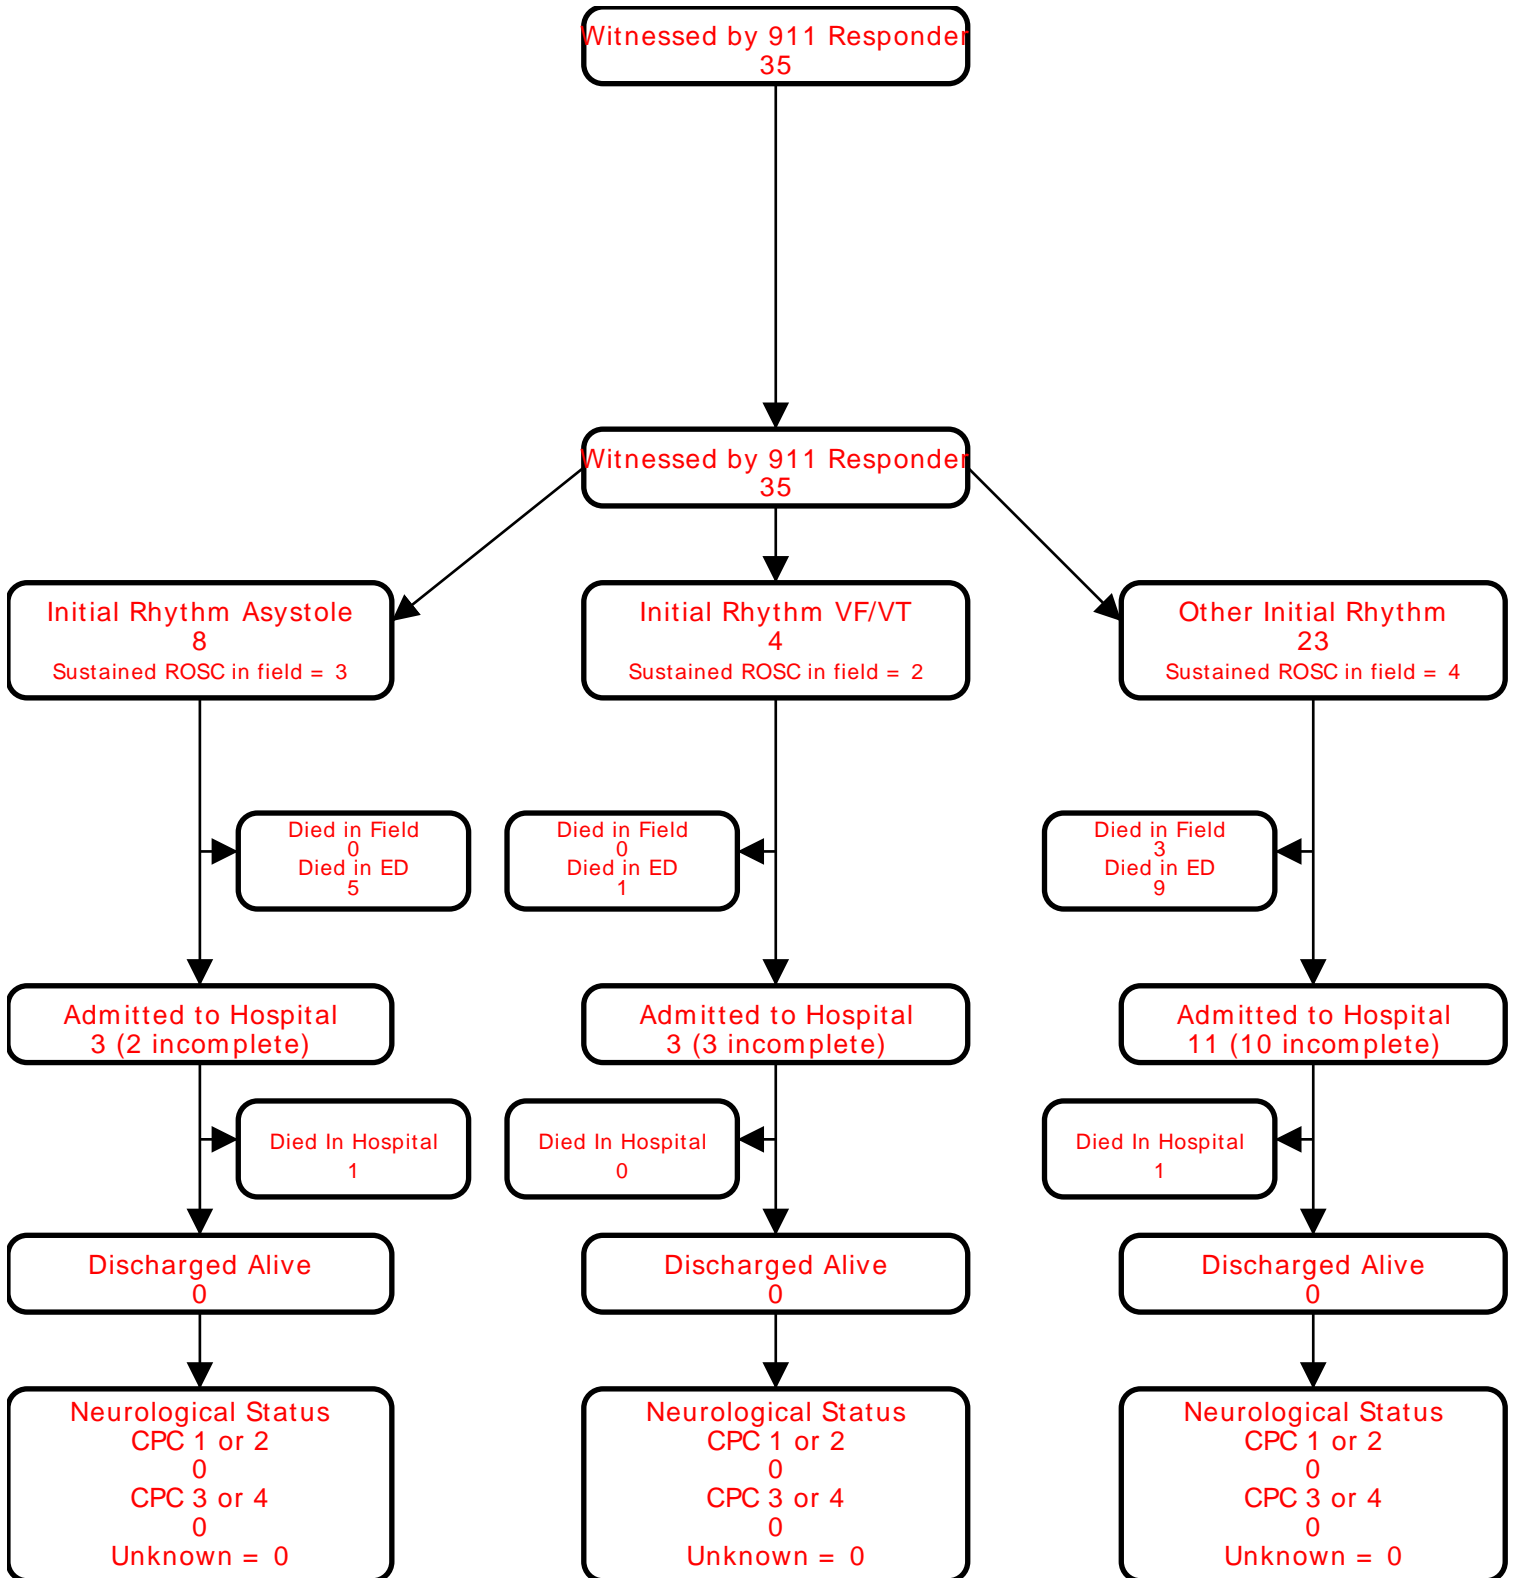 Witnessed by 911 Responder
35
Witnessed by 911 Responder
35
Initial Rhythm Asystole
8
Sustained ROSC in field = 3
Initial Rhythm VF/VT
4
Sustained ROSC in field = 2
Other Initial Rhythm
23
Sustained ROSC in field = 4
Died in Field
0
Died in ED
5
Died in Field
0
Died in ED
1
Died in Field
3
Died in ED
9
Admitted to Hospital
3 (2 incomplete)
Admitted to Hospital
3 (3 incomplete)
Admitted to Hospital
11 (10 incomplete)
Died In Hospital
1
Died In Hospital
0
Died In Hospital
1
Discharged Alive
0
Discharged Alive
0
Discharged Alive
0
Neurological Status
CPC 1 or 2
0
CPC 3 or 4
0
Unknown = 0
Neurological Status
CPC 1 or 2
0
CPC 3 or 4
0
Unknown = 0
Neurological Status
CPC 1 or 2
0
CPC 3 or 4
0
Unknown = 0